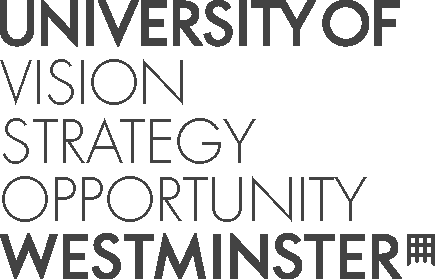 UNIVERSITY OF
VISION
STRATEGY
OPPORTUNITY
WESTMINSTER